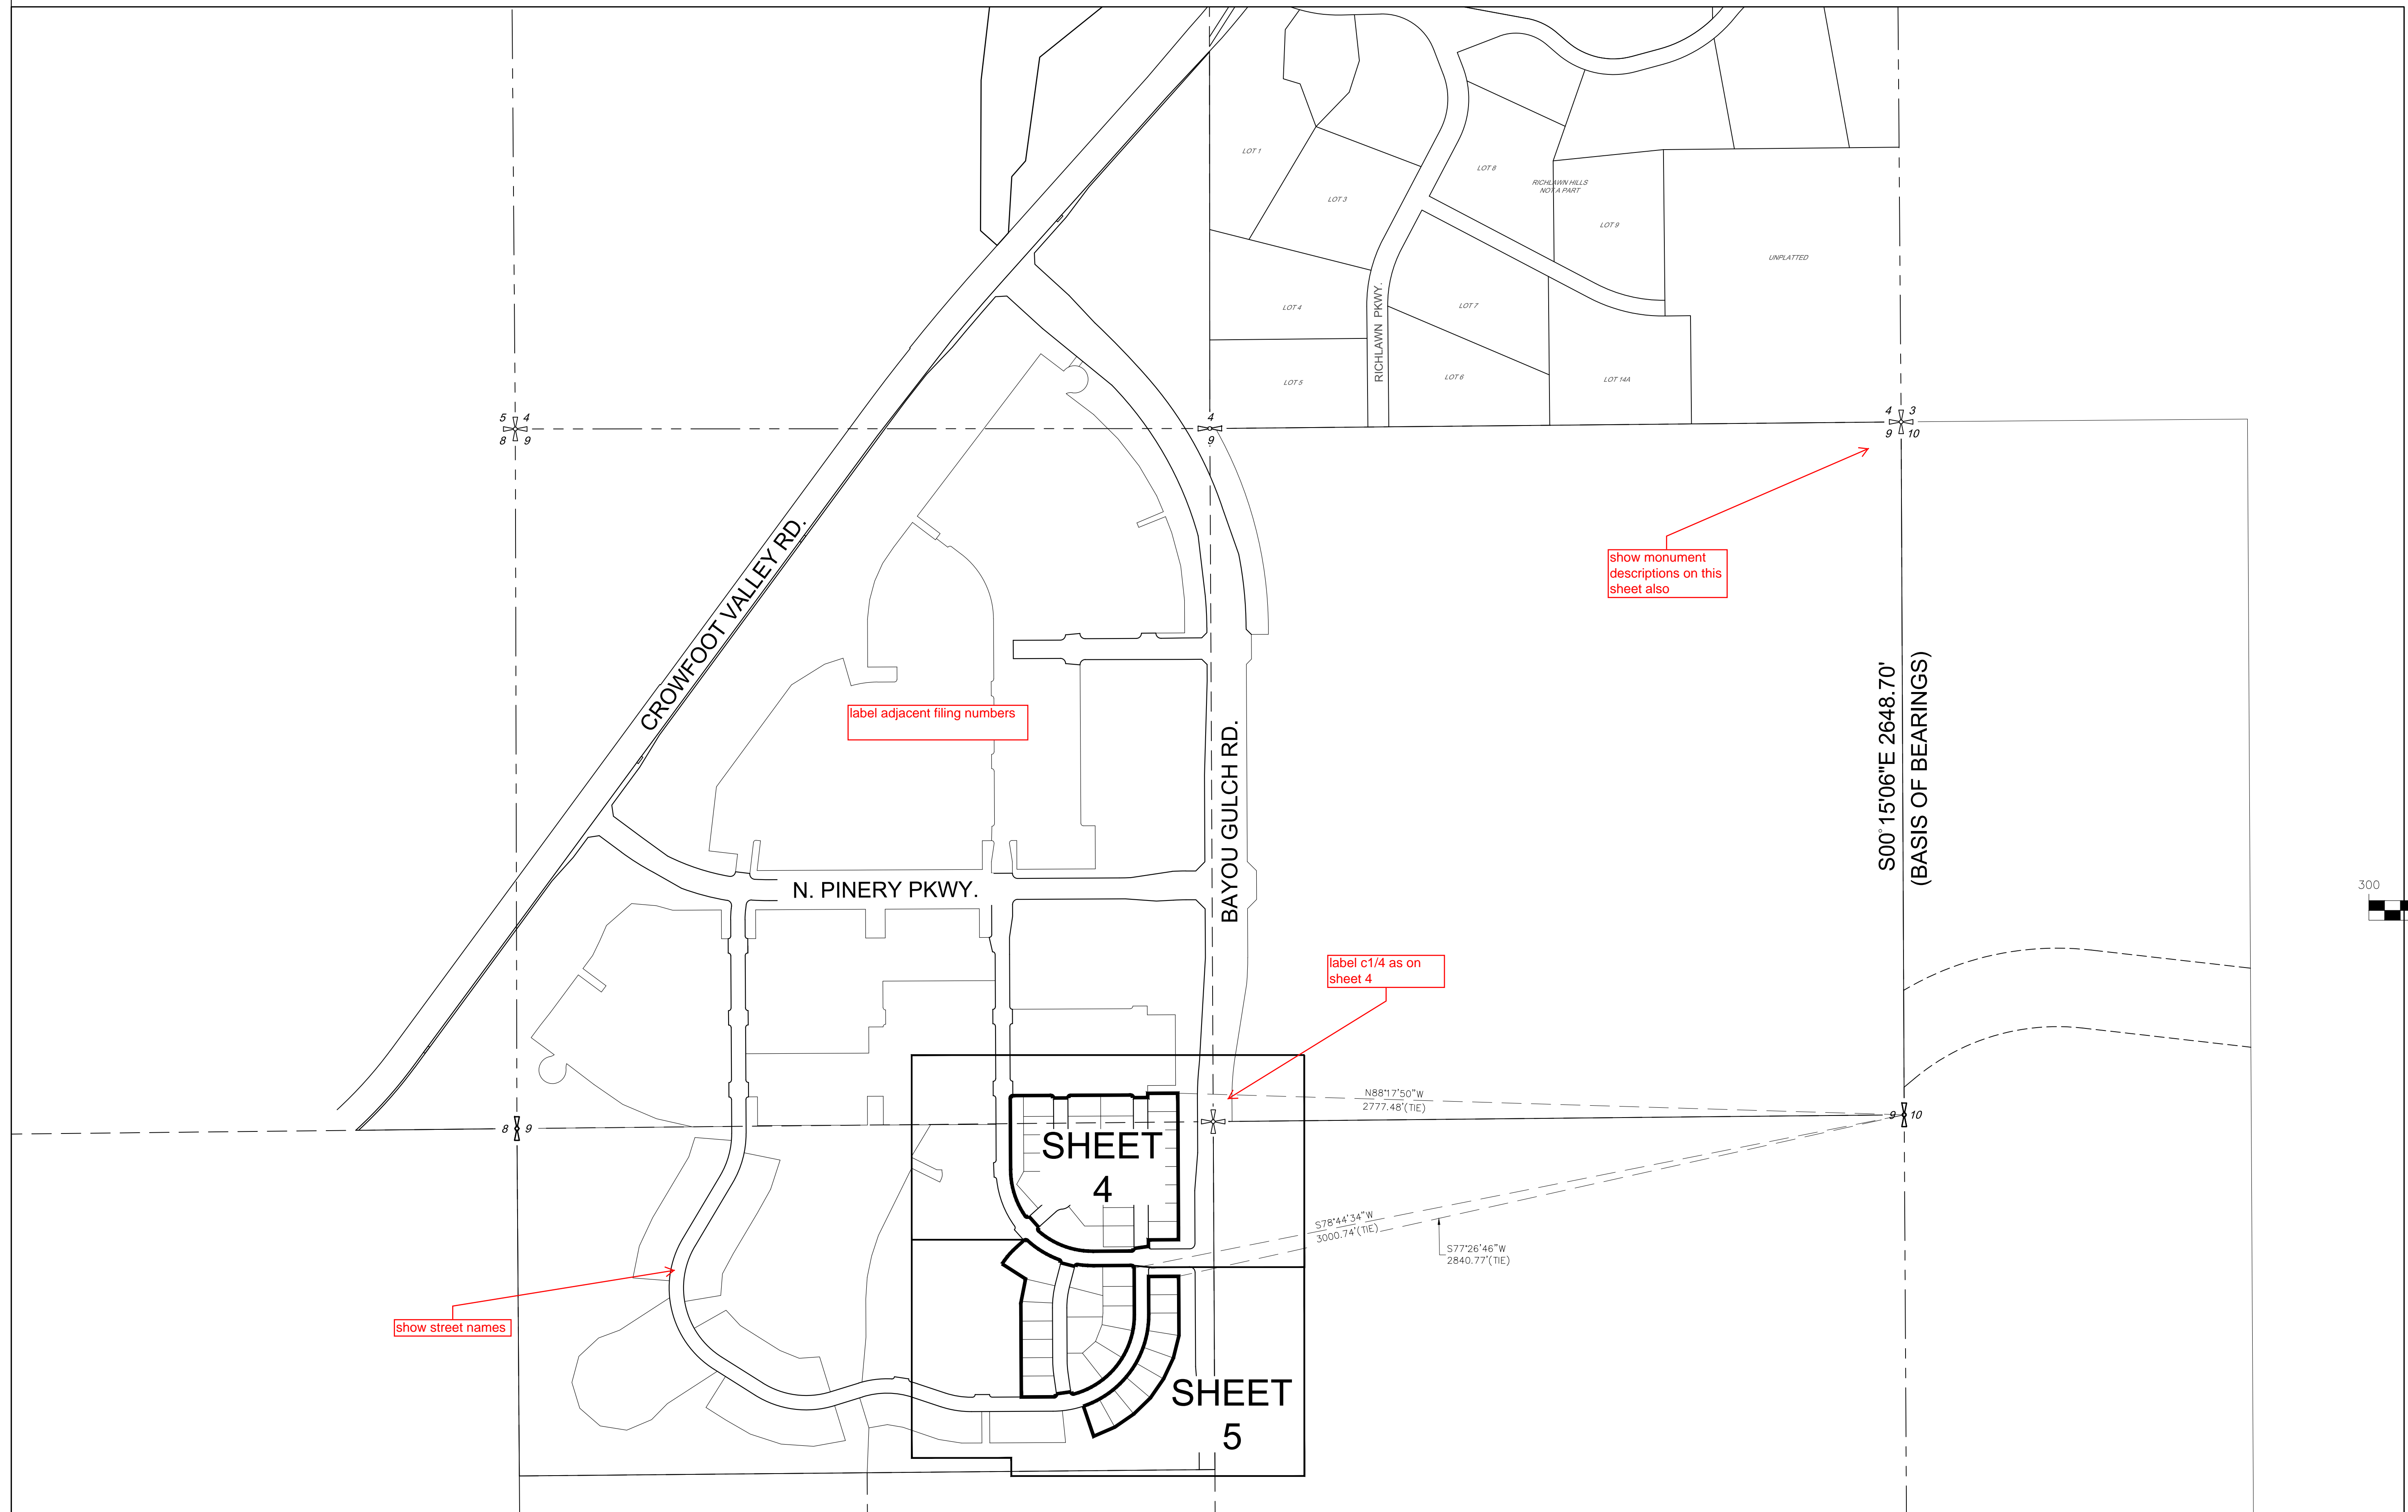 LOT 1
LOT 3
LOT 8
RICHLAWN HILLS
NOT A PART
LOT 9
UNPLATTED
LOT 4
LOT 7
RICHLAWN PKWY.
LOT 5
LOT 6
LOT 14A
5 4
8 9
4
9
4 3
9 10
show monument
descriptions on this
sheet also
CROWFOOT VALLEY RD.
label adjacent filing numbers
BAYOU GULCH RD.
S00°15'06"E 2648.70'
(BASIS OF BEARINGS)
N. PINERY PKWY.
300
label c1/4 as on
sheet 4
N88°17'50"W
2777.48'(TIE)
8 9
9 10
SHEET
4
S78°44'34"W
3000.74'(TIE)
S77°26'46"W
2840.77'(TIE)
show street names
SHEET
5